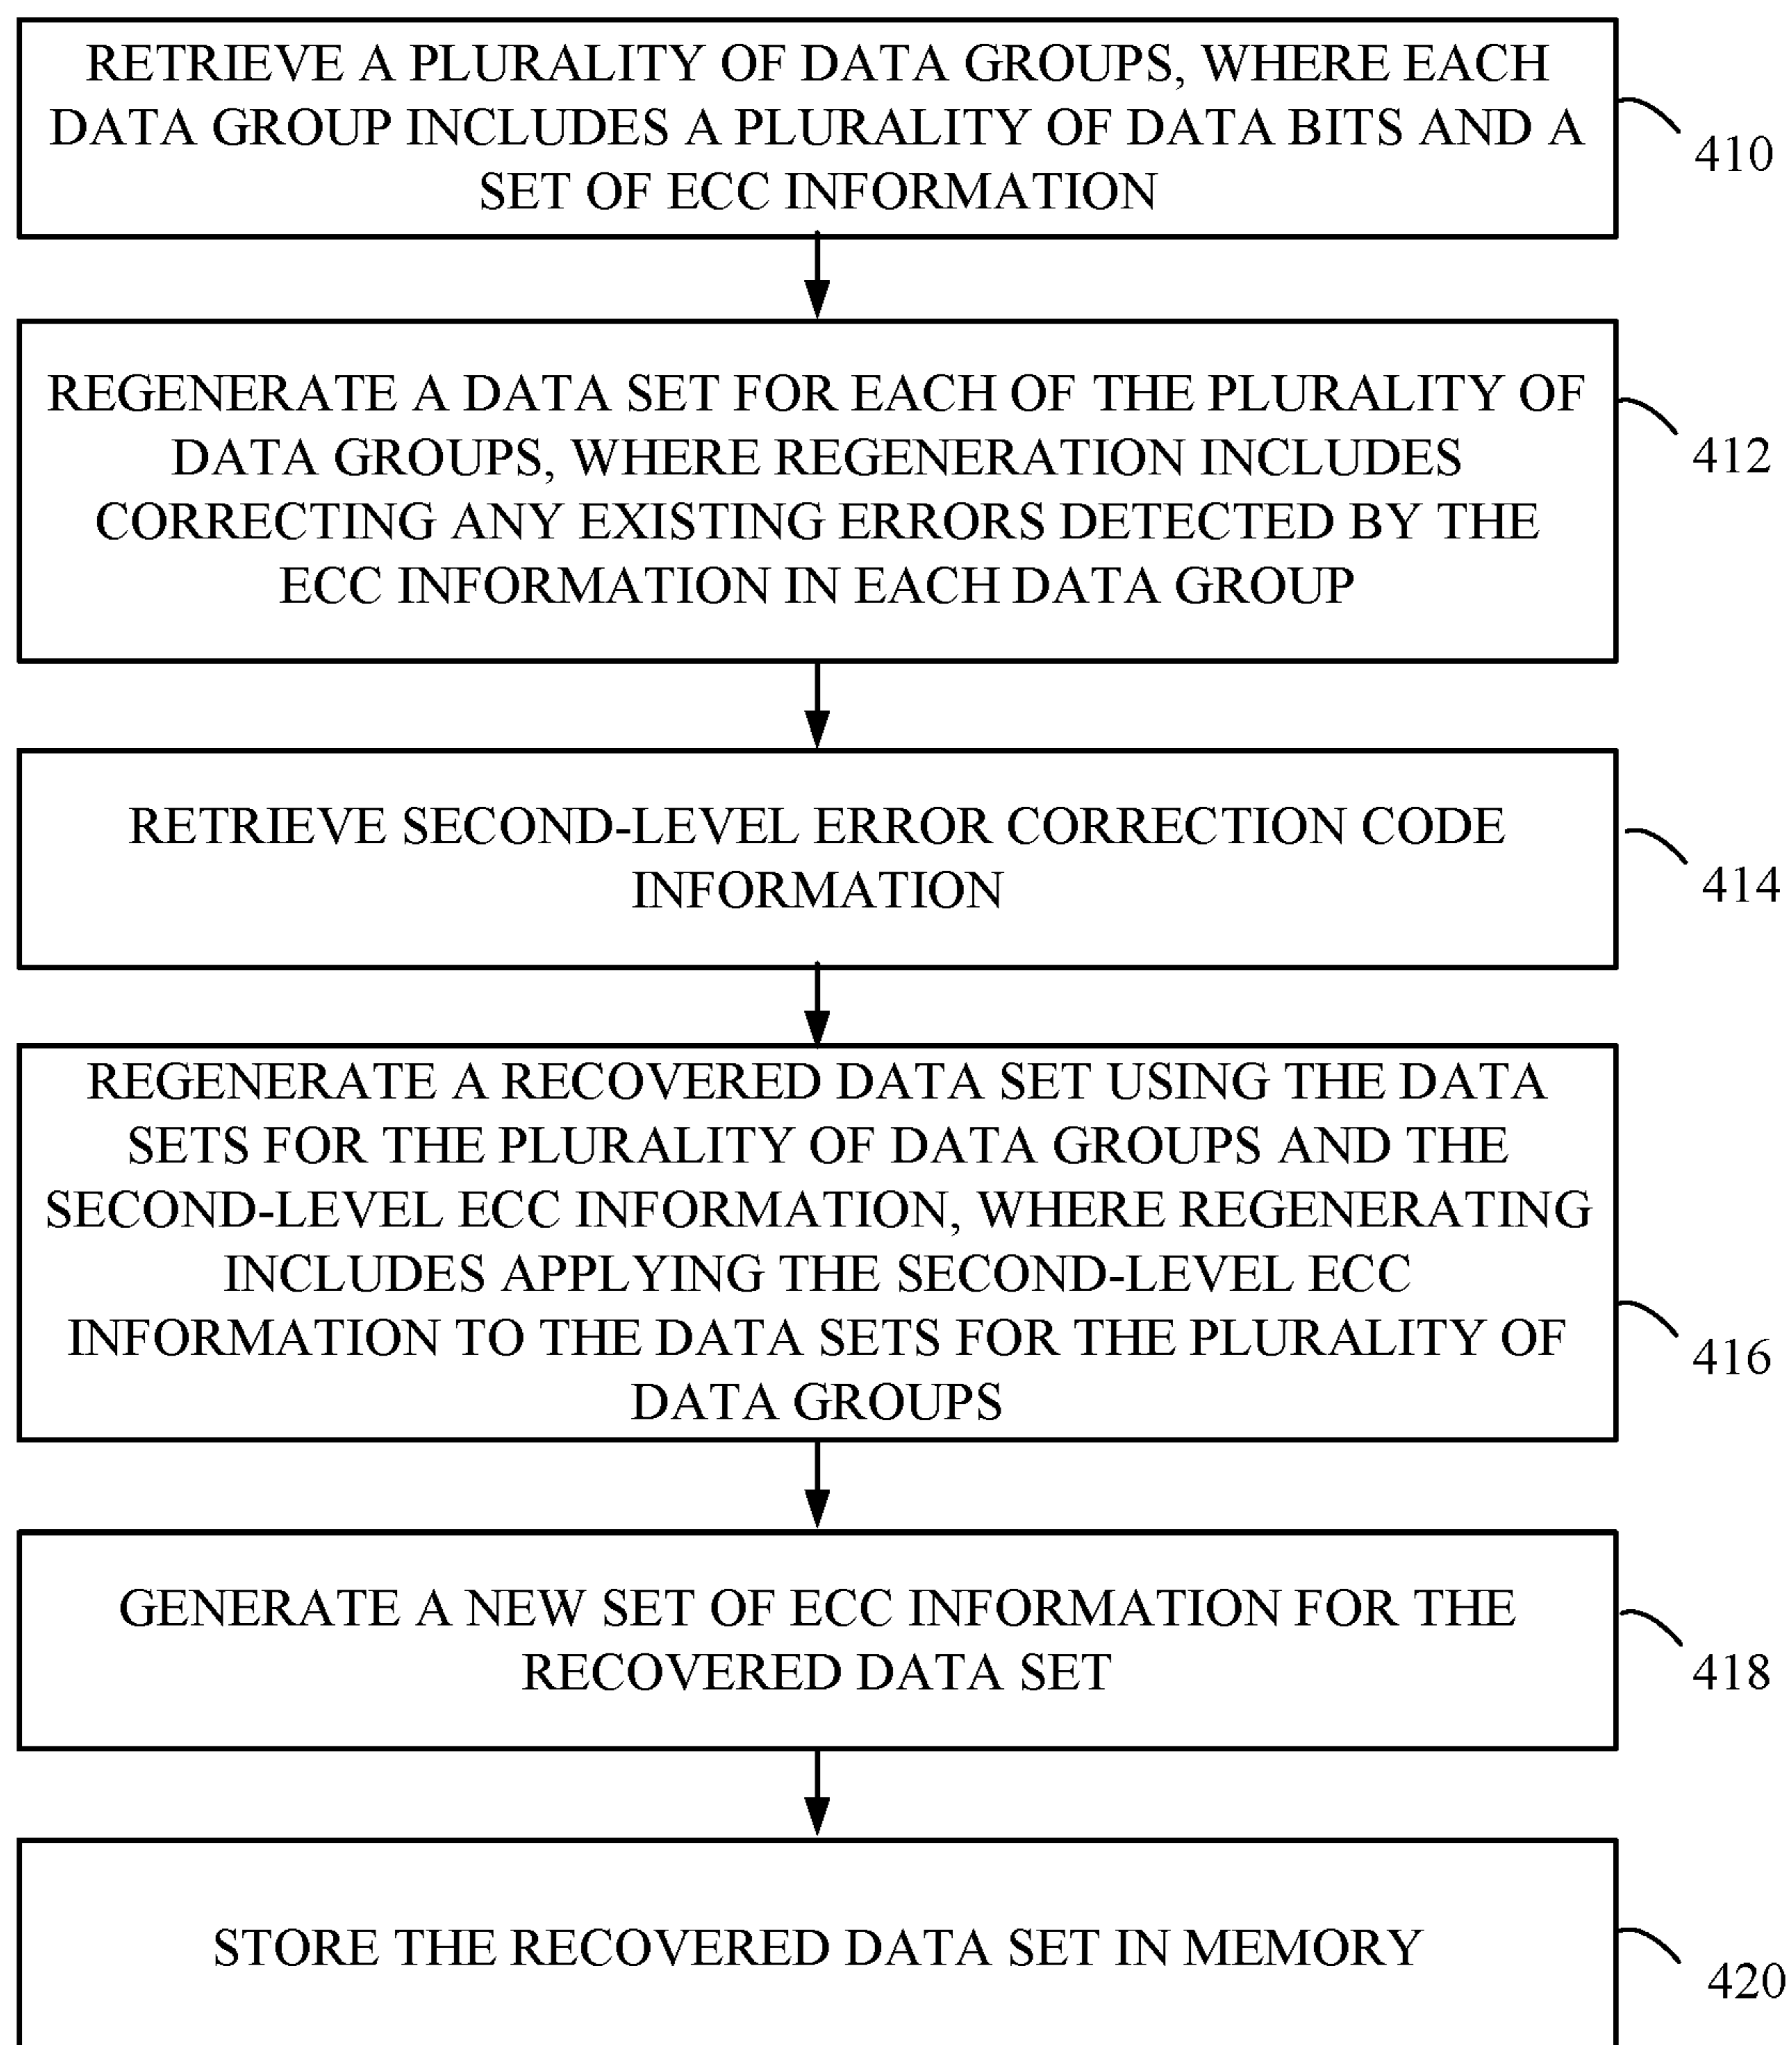 RETRIEVE A PLURALITY OF DATA GROUPS, WHERE EACH
DATA GROUP INCLUDES A PLURALITY OF DATA BITS AND A
SET OF ECC INFORMATION
410
REGENERATE A DATA SET FOR EACH OF THE PLURALITY OF
DATA GROUPS, WHERE REGENERATION INCLUDES
CORRECTING ANY EXISTING ERRORS DETECTED BY THE
ECC INFORMATION IN EACH DATA GROUP
412
RETRIEVE SECOND-LEVEL ERROR CORRECTION CODE
INFORMATION
414
REGENERATE A RECOVERED DATA SET USING THE DATA
SETS FOR THE PLURALITY OF DATA GROUPS AND THE
SECOND-LEVEL ECC INFORMATION, WHERE REGENERATING
INCLUDES APPLYING THE SECOND-LEVEL ECC
INFORMATION TO THE DATA SETS FOR THE PLURALITY OF
DATA GROUPS
416
GENERATE A NEW SET OF ECC INFORMATION FOR THE
RECOVERED DATA SET
418
STORE THE RECOVERED DATA SET IN MEMORY
420